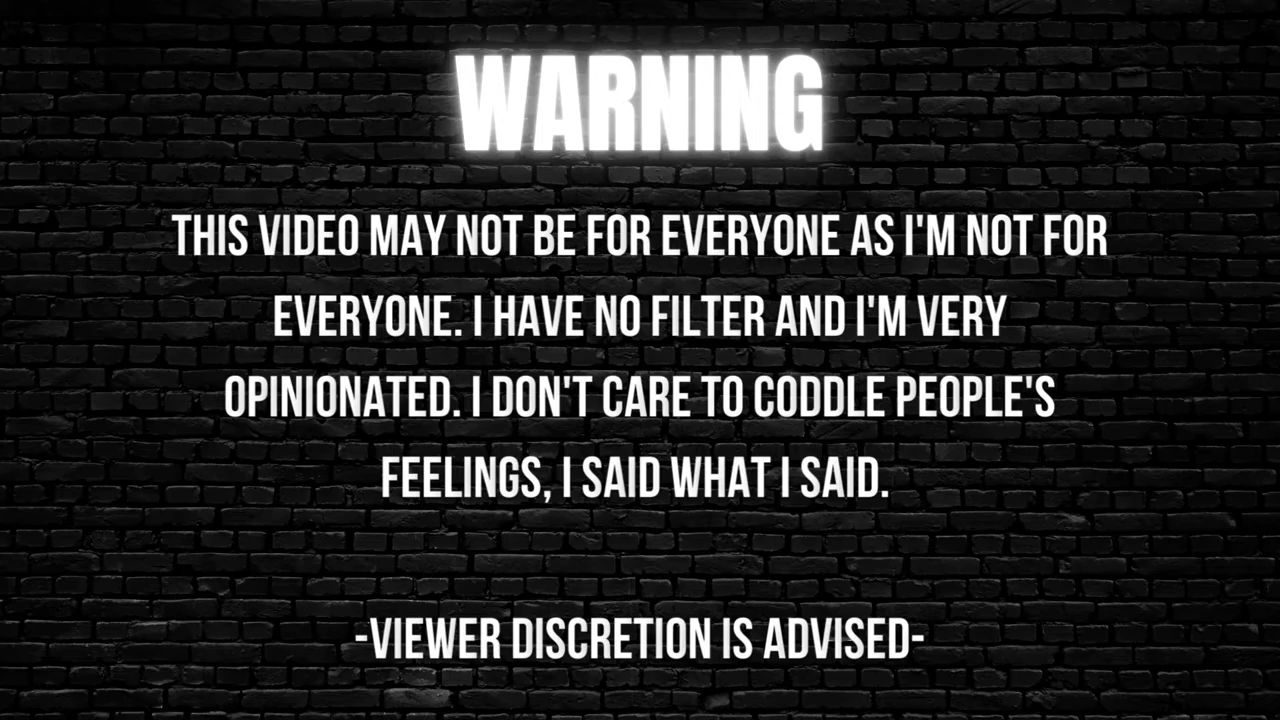 WARNING
THIS VIDEO MAY NOT BE FOR EVERYONE AS I'M NOT FOR
EVERYONE. I HAVE NO FILTER AND I'M VERY
OPINIONATED. I DON'T CARE TO CODDLE PEOPLE'S
FEELINGS, I SAID WHAT I SAID.
-VIEWER DISCRETION IS ADVISED-